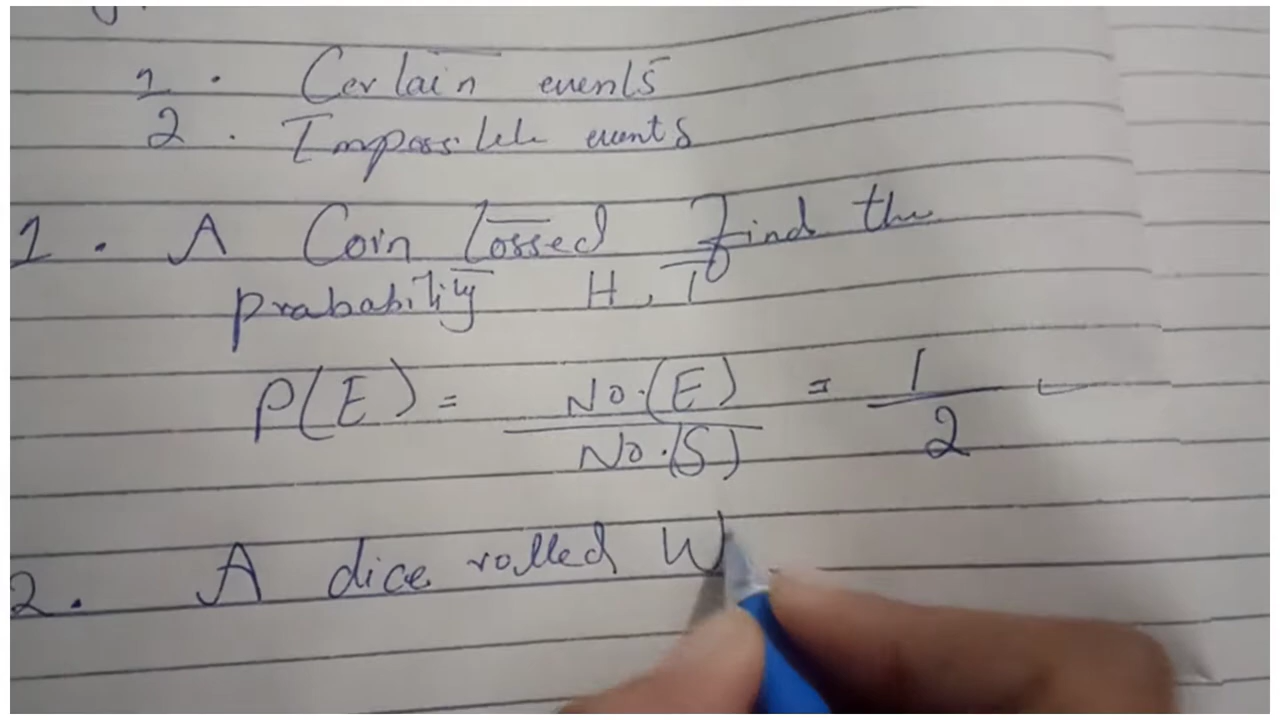 1. Certain events
2. Impossible events
1. A Coin Tossed find the
probability H, T
P(E) = No.(E) / No.(S) = 1/2
2. A dice rolled W